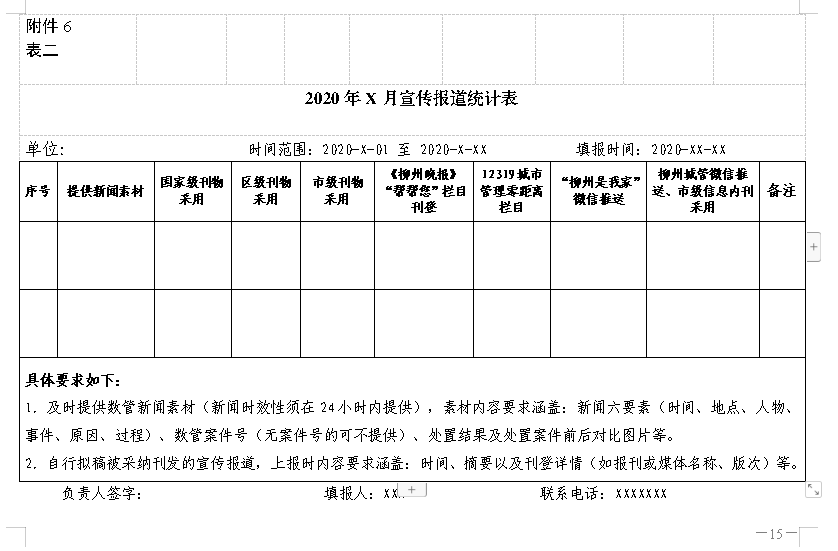 附件 6
表二
2020 年 X 月宣传报道统计表
单位: 时间范围: 2020-X-01 至 2020-X-XX 填报时间: 2020-XX-XX
序号 提供新闻素材 国家级刊物采用 区级刊物采用 市级刊物采用 《柳州晚报》“帮帮您”栏目刊登 12319城市管理零距离栏目 “柳州是我家”微信推送 柳州城管微信推送、市级信息内刊采用 备注
具体要求如下:
1. 及时提供数管新闻素材（新闻时效性须在 24 小时内提供），素材内容要求涵盖: 新闻六要素（时间、地点、人物、
事件、原因、过程）、数管案件号（无案件号的可不提供）、处置结果及处置案件前后对比图片等。
2. 自行拟稿被采纳刊发的宣传报道，上报时内容要求涵盖: 时间、摘要以及刊登详情（如报刊或媒体名称、版次）等。
负责人签字: 填报人: XX 联系电话: XXXXXXX
—15—